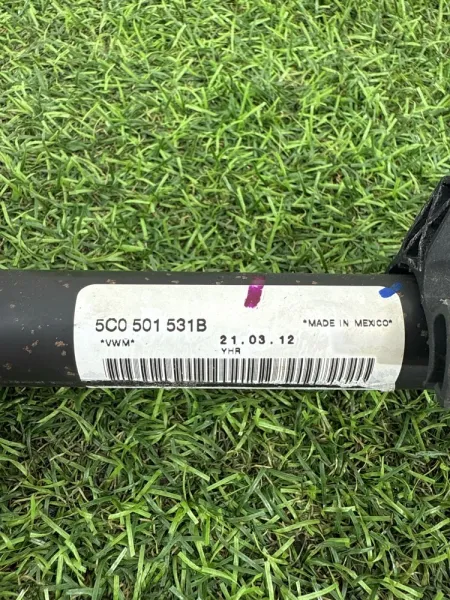 5C0 501 531B
*VWM*
21.03.12
YHR
*MADE IN MEXICO*